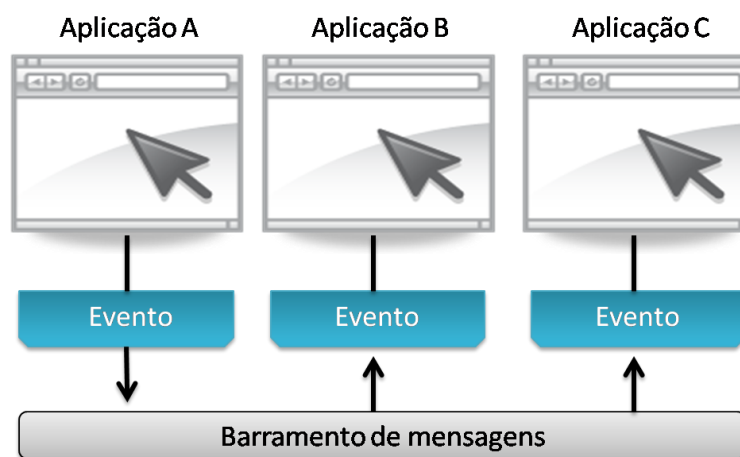 Aplicação A
Aplicação B
Aplicação C
Evento
Evento
Evento
Barramento de mensagens